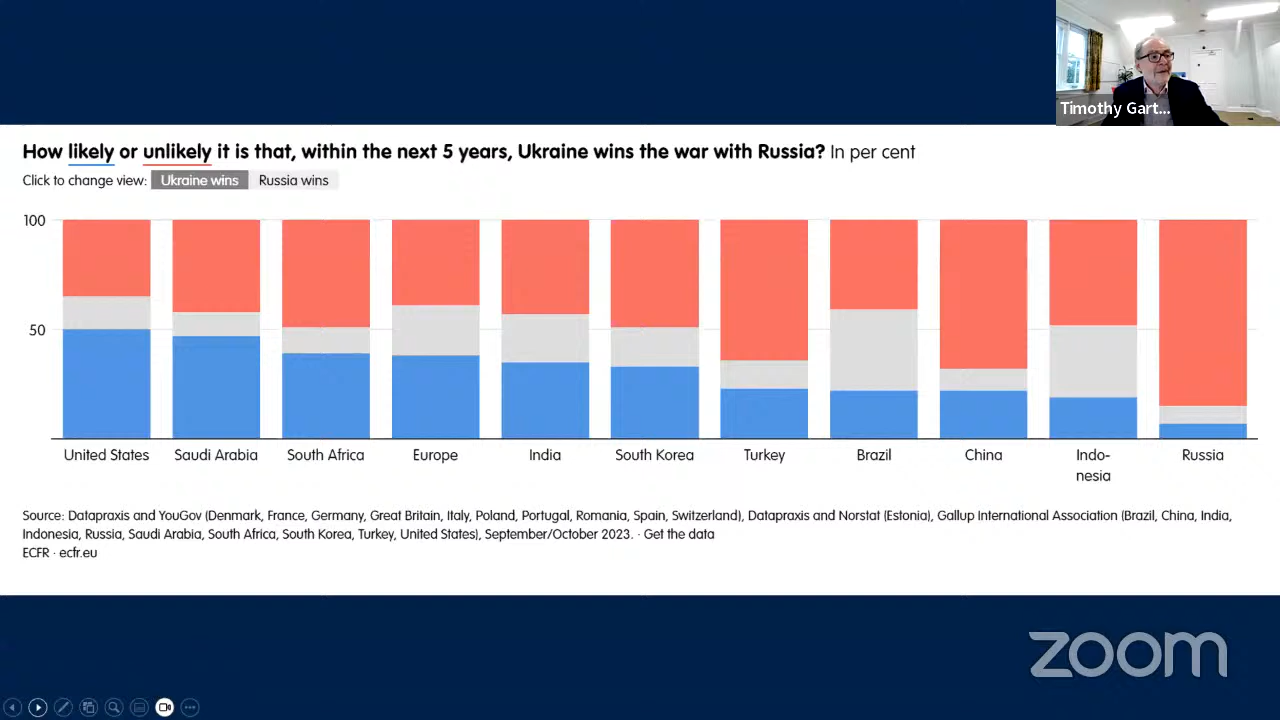 Timothy Gart...
How likely or unlikely it is that, within the next 5 years, Ukraine wins the war with Russia? In per cent
Click to change view: Ukraine wins Russia wins
100
50
United States Saudi Arabia South Africa Europe India South Korea Turkey Brazil China Indo-
nesia Russia
Source: Datapraxis and YouGov (Denmark, France, Germany, Great Britain, Italy, Poland, Portugal, Romania, Spain, Switzerland), Datapraxis and Norstat (Estonia), Gallup International Association (Brazil, China, India,
Indonesia, Russia, Saudi Arabia, South Africa, South Korea, Turkey, United States), September/October 2023. · Get the data
ECFR · ecfr.eu
zoom